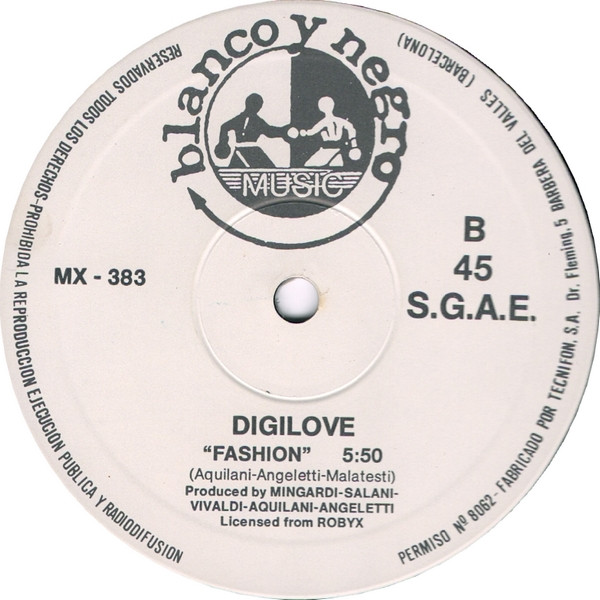 blanco y negro
MUSIC
MX - 383
B
45
S.G.A.E.
DIGILOVE
“FASHION” 5:50
(Aquilani-Angeletti-Malatesti)
Produced by MINGARDI-SALANI-
VIVALDI-AQUILANI-ANGELETTI
Licensed from ROBYX
RESERVADOS TODOS LOS DERECHOS-PROHIBIDA LA REPRODUCCION EJECUCION PUBLICA Y RADIODIFUSION
PERMISO Nº 8062- FABRICADO POR TECNIFON, S.A. Dr. Fleming, 5 BARBERA DEL VALLES (BARCELONA)